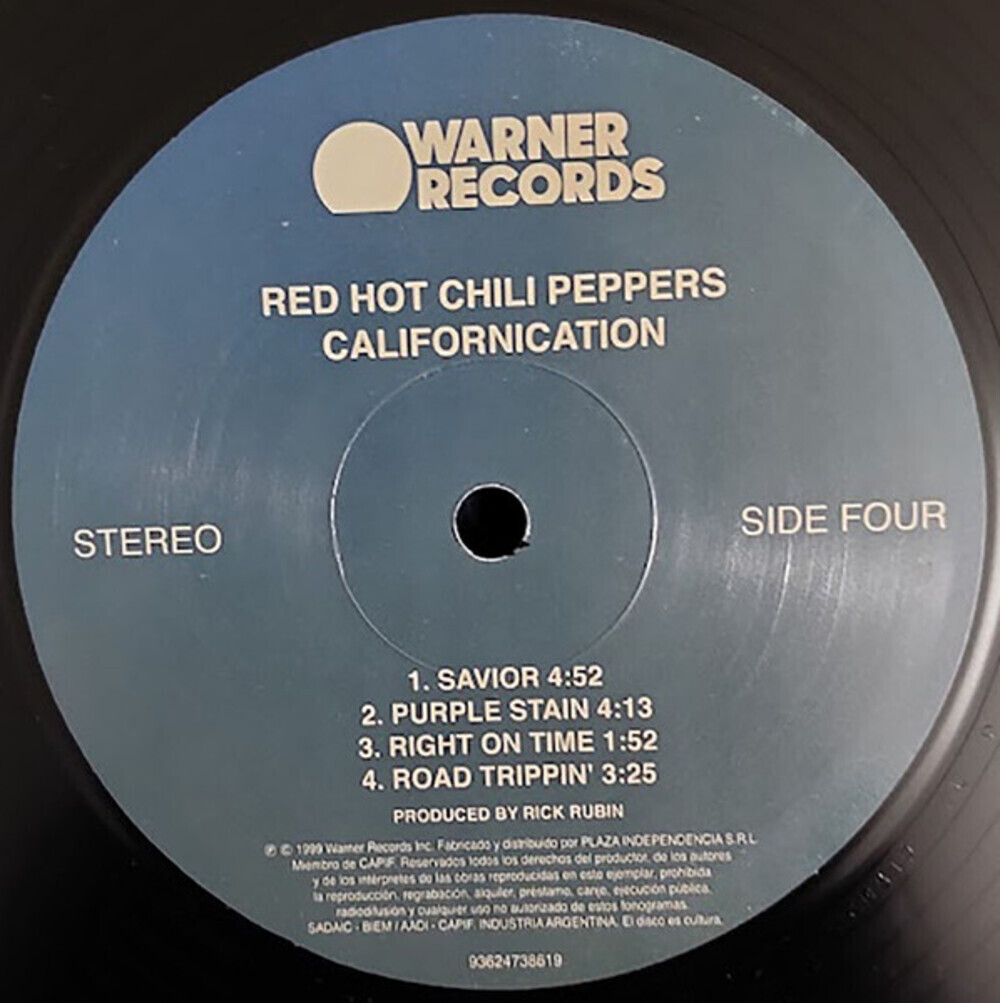 WARNER
RECORDS
RED HOT CHILI PEPPERS
CALIFORNICATION
STEREO
SIDE FOUR
1. SAVIOR 4:52
2. PURPLE STAIN 4:13
3. RIGHT ON TIME 1:52
4. ROAD TRIPPIN' 3:25
PRODUCED BY RICK RUBIN
℗ © 1999 Warner Records Inc. Fabricado y distribuido por PLAZA INDEPENDENCIA S.R.L
Miembro de CAPIF. Reservados todos los derechos del productor, de los autores
y de los intérpretes de las obras reproducidas en este ejemplar, prohibida
la reproducción, regrabación, alquiler, préstamo, canje, ejecución pública,
radiodifusión y cualquier uso no autorizado de estos fonogramas.
SADAIC - BIEM / AADI - CAPIF. INDUSTRIA ARGENTINA. El disco es cultura.
93624738619